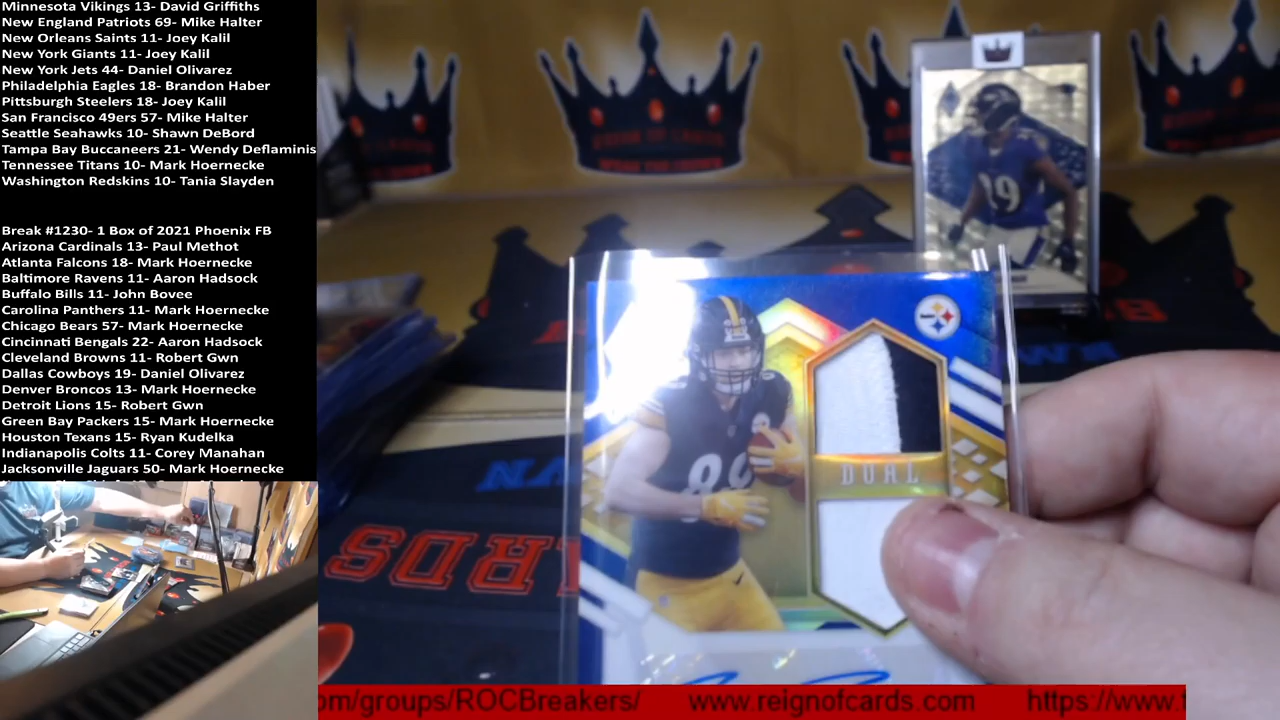 Minnesota Vikings 13- David Griffiths
New England Patriots 69- Mike Halter
New Orleans Saints 11- Joey Kalil
New York Giants 11- Joey Kalil
New York Jets 44- Daniel Olivarez
Philadelphia Eagles 18- Brandon Haber
Pittsburgh Steelers 18- Joey Kalil
San Francisco 49ers 57- Mike Halter
Seattle Seahawks 10- Shawn DeBord
Tampa Bay Buccaneers 21- Wendy Deflaminis
Tennessee Titans 10- Mark Hoernecke
Washington Redskins 10- Tania Slayden
Break #1230- 1 Box of 2021 Phoenix FB
Arizona Cardinals 13- Paul Methot
Atlanta Falcons 18- Mark Hoernecke
Baltimore Ravens 11- Aaron Hadsock
Buffalo Bills 11- John Bovee
Carolina Panthers 11- Mark Hoernecke
Chicago Bears 57- Mark Hoernecke
Cincinnati Bengals 22- Aaron Hadsock
Cleveland Browns 11- Robert Gwn
Dallas Cowboys 19- Daniel Olivarez
Denver Broncos 13- Mark Hoernecke
Detroit Lions 15- Robert Gwn
Green Bay Packers 15- Mark Hoernecke
Houston Texans 15- Ryan Kudelka
Indianapolis Colts 11- Corey Manahan
Jacksonville Jaguars 50- Mark Hoernecke
19
DUAL
om/groups/ROCBreakers/ www.reignofcards.com https://www.